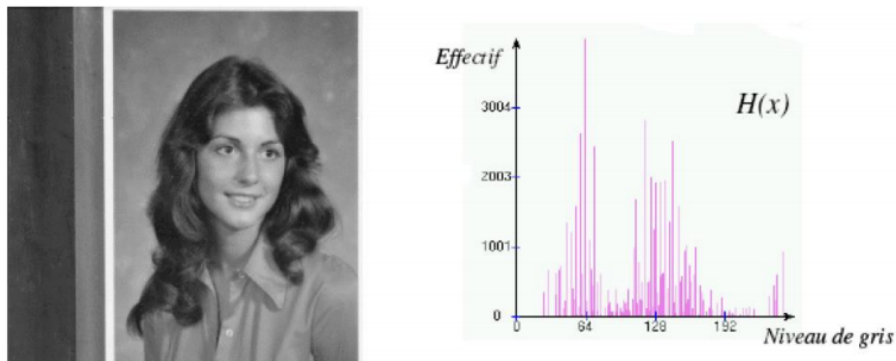 Effectif
H(x)
3004
2003
1001
0
0 64 128 192
Niveau de gris